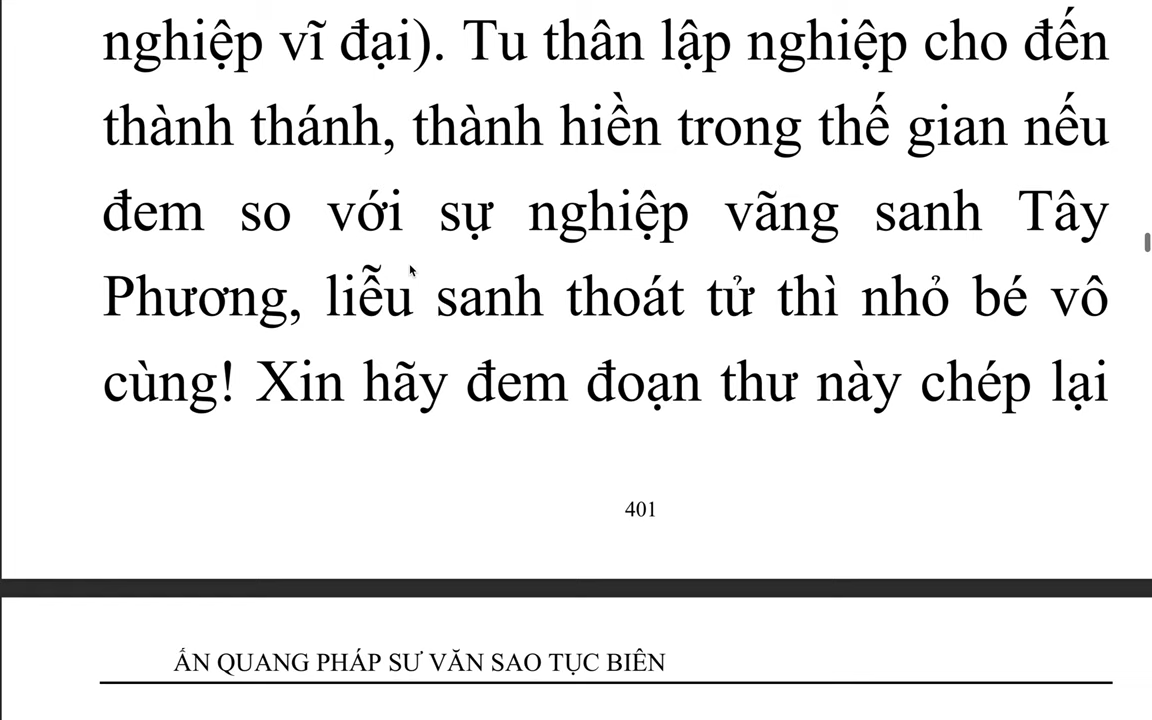 nghiệp vĩ đại). Tu thân lập nghiệp cho đến
thành thánh, thành hiền trong thế gian nếu
đem so với sự nghiệp vãng sanh Tây
Phương, liễu sanh thoát tử thì nhỏ bé vô
cùng! Xin hãy đem đoạn thư này chép lại
401
ẤN QUANG PHÁP SƯ VĂN SAO TỤC BIÊN